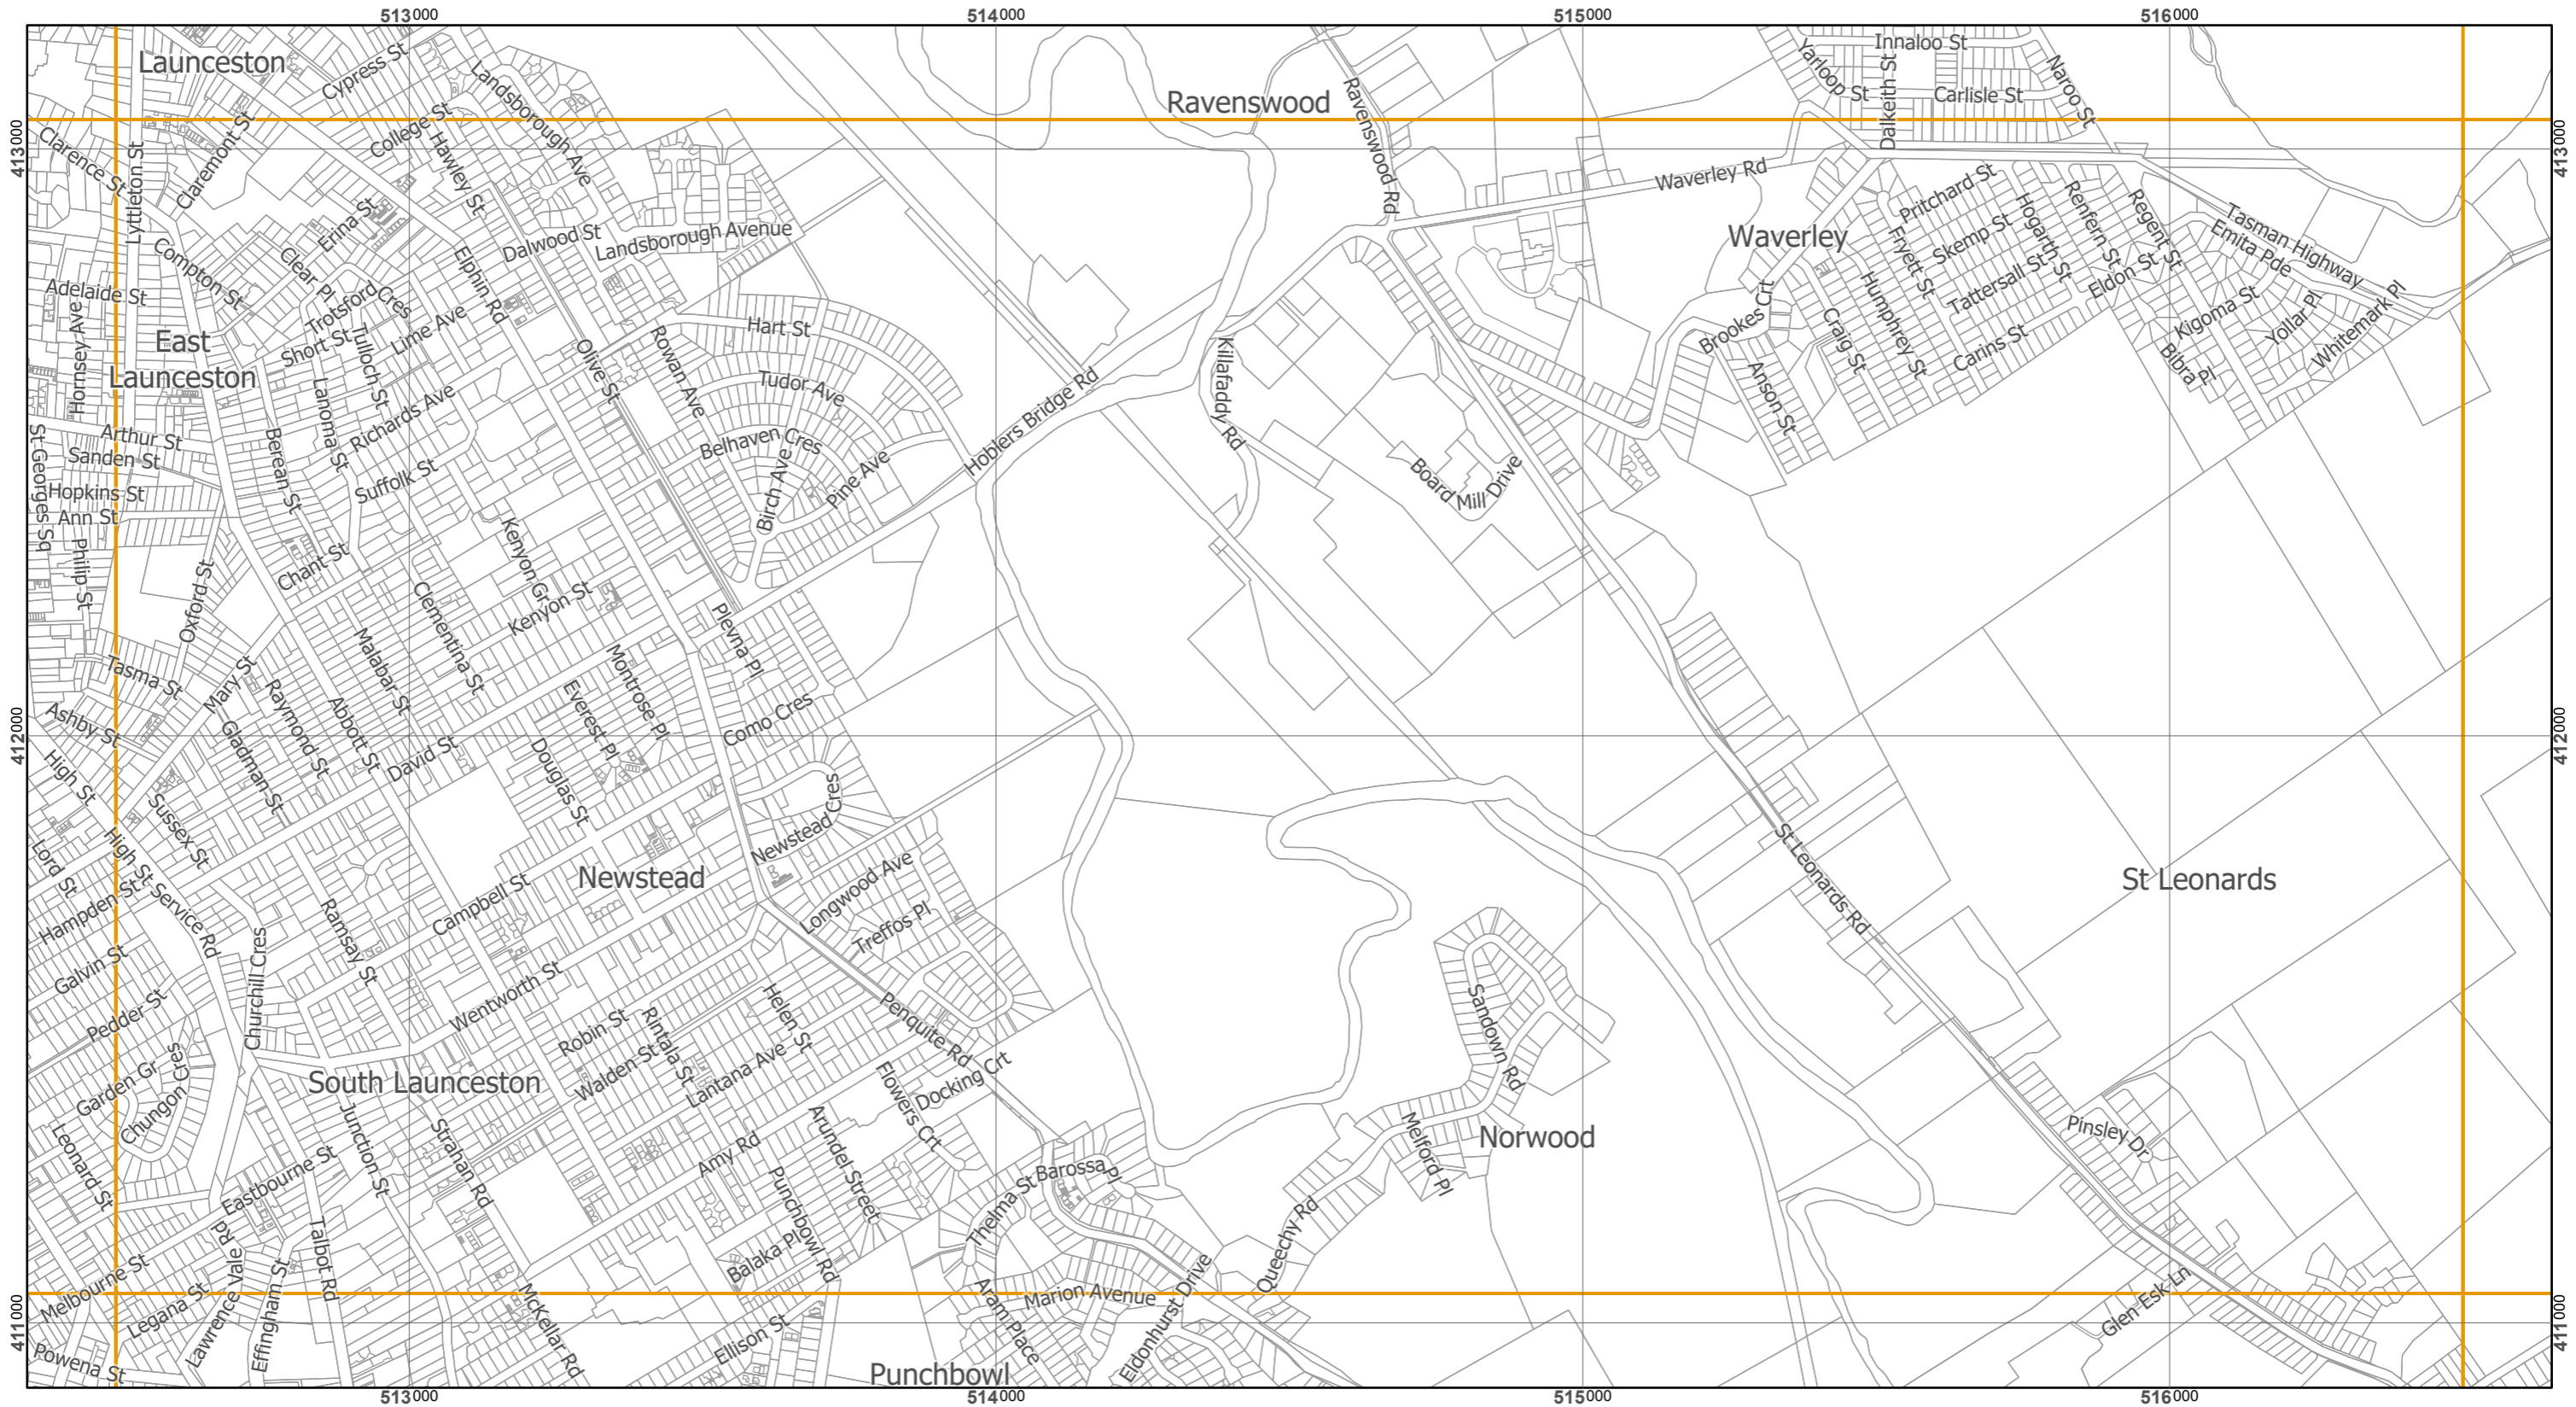 513000
514000
515000
516000
Launceston
Cypress St
Landsborough Ave
Ravenswood
Ravenswood Rd
Innaloo St
Yarloop St
Dalkeith St
Carlisle St
Naroo St
413000
413000
Clarence St
Lyttleton St
Claremont St
College St
Hawley St
Waverley Rd
Pritchard St
Erina St
Dalwood St
Landsborough Avenue
Waverley
Fryett St
Skemp St
Hogarth St
Renfern St
Regent St
Tasman Highway
Emita Pde
Compton St
Clear Pl
Elphin Rd
Adelaide St
Hornsey Ave
Trotsford Cres
Lime Ave
Short St
Tulloch St
Tattersall St
Eldon St
Humphrey St
Kigoma St
Yollar Pl
Whitemark Pl
East
Launceston
Olive St
Rowan Ave
Hart St
Tudor Ave
Killafaddy Rd
Brookes Crt
Craig St
Carins St
Bibra Pl
Anson St
Lanoma St
Richards Ave
Hoblers Bridge Rd
Arthur St
Sanden St
St Georges Sq
Berean St
Belhaven Cres
Birch Ave
Pine Ave
Board Mill Drive
Hopkins St
Suffolk St
Ann St
Philip St
Kenyon Gr
Chant St
Oxford St
Clementina St
Kenyon St
Plevna Pl
Malabar St
Montrose Pl
Tasma St
Mary St
Everest Pl
Como Cres
Raymond St
Abbott St
Ashby St
Gladman St
David St
412000
412000
High St
Douglas St
Sussex St
Newstead Cres
St Leonards Rd
Lord St
High St Service Rd
Newstead
Longwood Ave
St Leonards
Hampden St
Campbell St
Ramsay St
Treffos Pl
Galvin St
Churchill Cres
Wentworth St
Pedder St
Robin St
Rintala St
Helen St
Penquite Rd
Sandown Rd
Walden St
Lantana Ave
Garden Gr
Chungon Cres
South Launceston
Docking Crt
Flowers Crt
Leonard St
Junction St
Strahan Rd
Amy Rd
Arundel Street
Melford Pl
Norwood
Pinsley Dr
Eastbourne St
Punchbowl Rd
Thelma St
Barossa Pl
Talbot Rd
Balaka Pl
Queechy Rd
Melbourne St
Legana St
Lawrence Vale Rd
Effingham St
McKellar Rd
Aram Place
Marion Avenue
Eldonhurst Drive
Glen Esk Ln
411000
411000
Powena St
Ellison St
Punchbowl
513000
514000
515000
516000